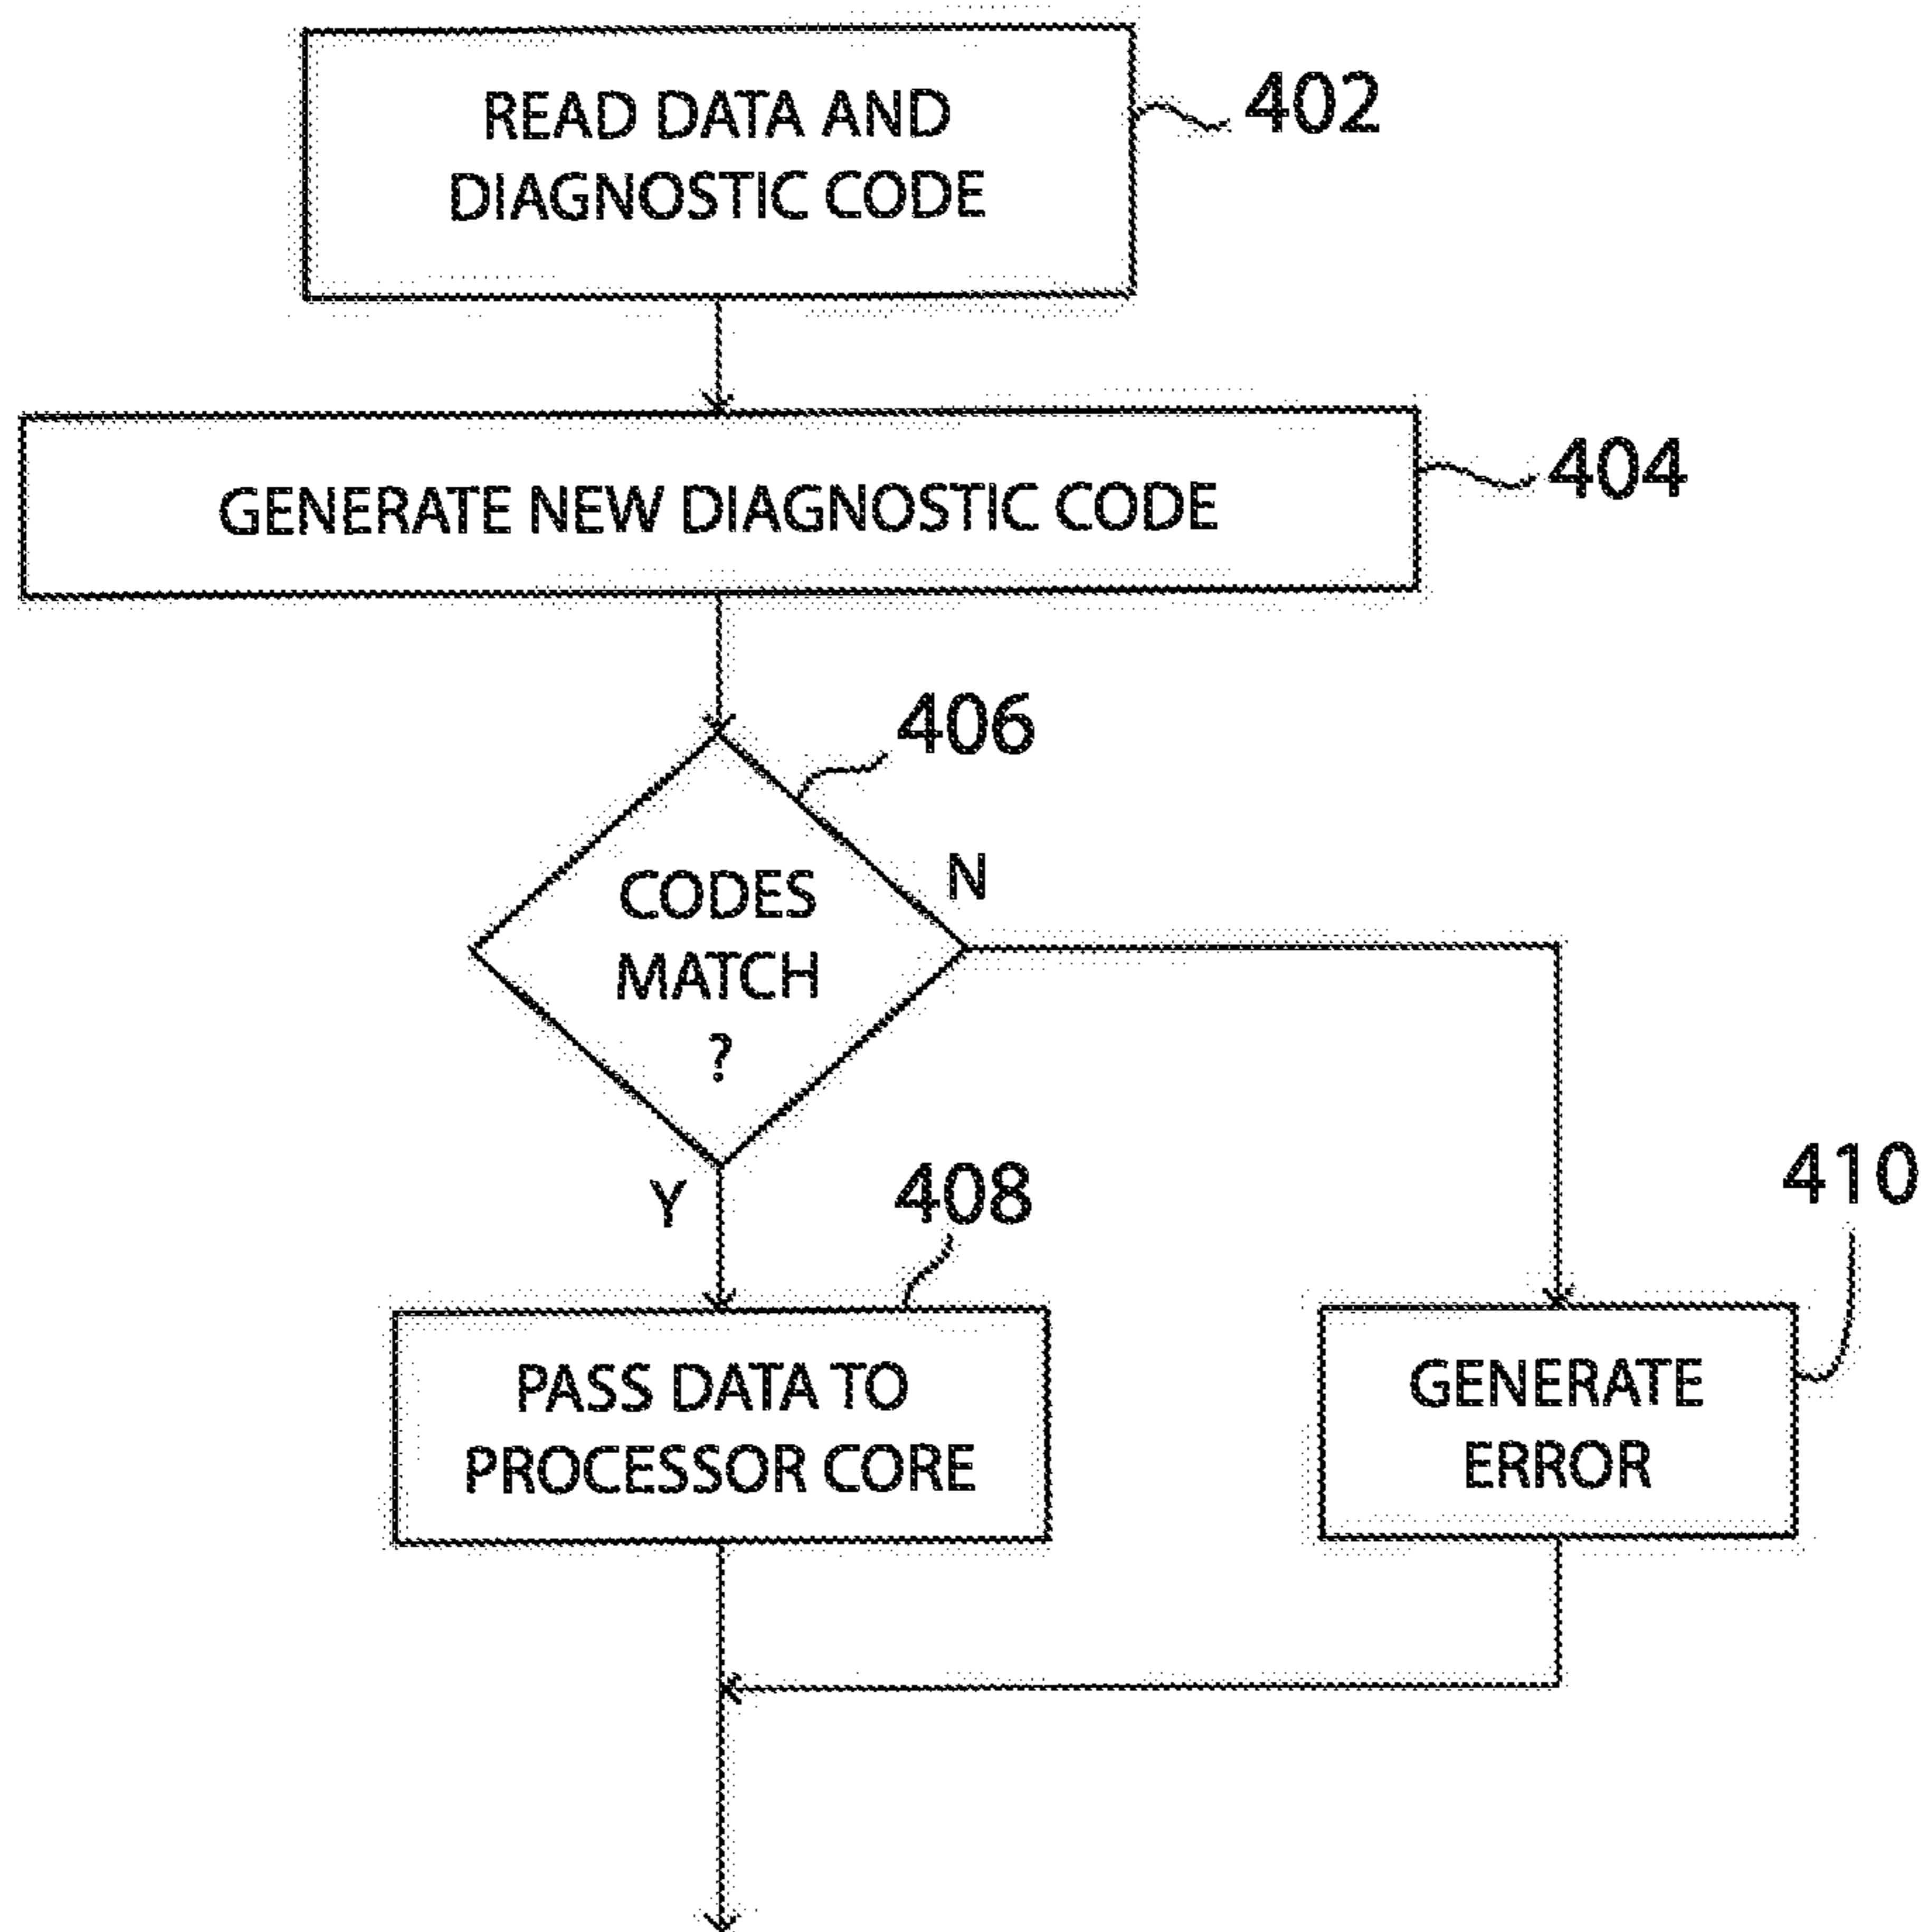 READ DATA AND
DIAGNOSTIC CODE
402
GENERATE NEW DIAGNOSTIC CODE
404
406
CODES
MATCH
?
N
Y
408
410
PASS DATA TO
PROCESSOR CORE
GENERATE
ERROR